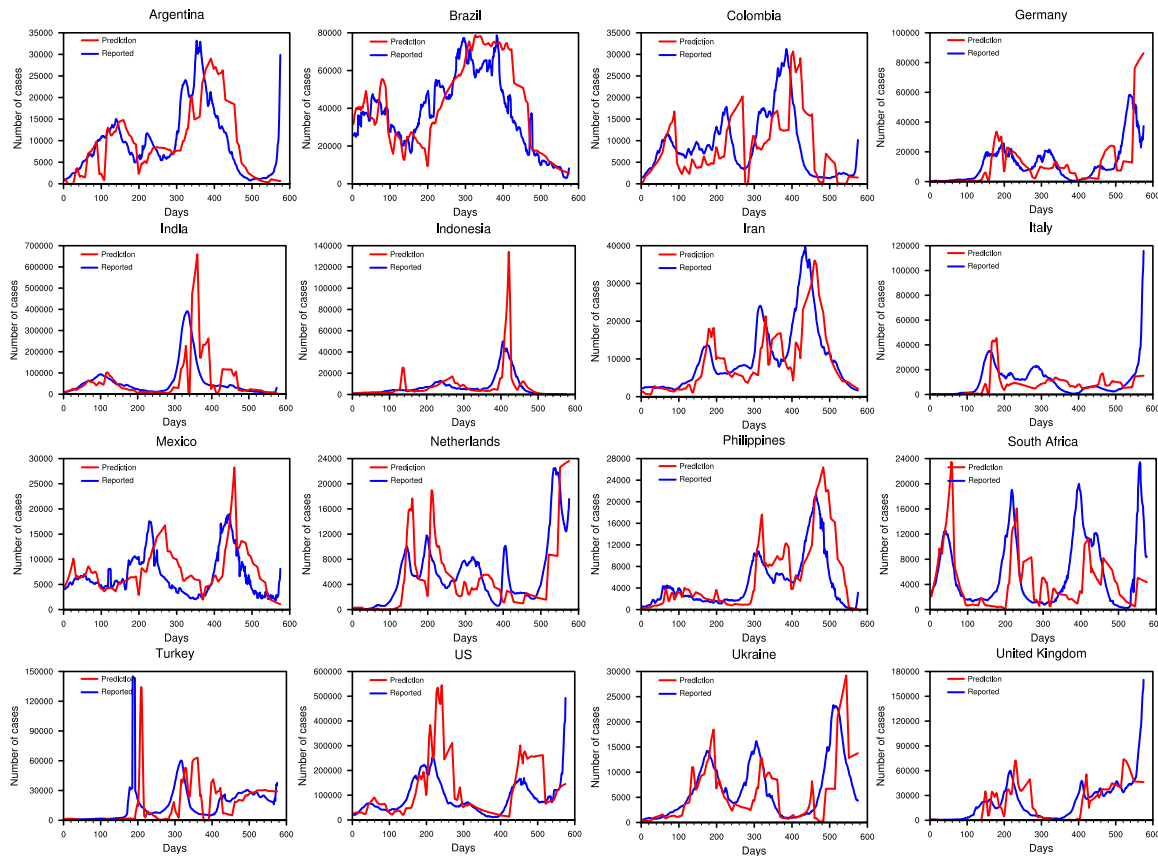 Argentina
Number of cases
35000
30000
25000
20000
15000
10000
5000
0
Prediction
Reported
0 100 200 300 400 500 600
Days
Brazil
Number of cases
80000
60000
40000
20000
0
Prediction
Reported
0 100 200 300 400 500 600
Days
Colombia
Number of cases
35000
30000
25000
20000
15000
10000
5000
0
Prediction
Reported
0 100 200 300 400 500 600
Days
Germany
Number of cases
100000
80000
60000
40000
20000
0
Prediction
Reported
0 100 200 300 400 500 600
Days
India
Number of cases
700000
600000
500000
400000
300000
200000
100000
0
Prediction
Reported
0 100 200 300 400 500 600
Days
Indonesia
Number of cases
140000
120000
100000
80000
60000
40000
20000
0
Prediction
Reported
0 100 200 300 400 500 600
Days
Iran
Number of cases
40000
30000
20000
10000
0
Prediction
Reported
0 100 200 300 400 500 600
Days
Italy
Number of cases
120000
100000
80000
60000
40000
20000
0
Prediction
Reported
0 100 200 300 400 500 600
Days
Mexico
Number of cases
30000
25000
20000
15000
10000
5000
0
Prediction
Reported
0 100 200 300 400 500 600
Days
Netherlands
Number of cases
24000
20000
16000
12000
8000
4000
0
Prediction
Reported
0 100 200 300 400 500 600
Days
Philippines
Number of cases
28000
24000
20000
16000
12000
8000
4000
0
Prediction
Reported
0 100 200 300 400 500 600
Days
South Africa
Number of cases
24000
20000
16000
12000
8000
4000
0
Prediction
Reported
0 100 200 300 400 500 600
Days
Turkey
Number of cases
150000
120000
90000
60000
30000
0
Prediction
Reported
0 100 200 300 400 500 600
Days
US
Number of cases
600000
500000
400000
300000
200000
100000
0
Prediction
Reported
0 100 200 300 400 500 600
Days
Ukraine
Number of cases
30000
25000
20000
15000
10000
5000
0
Prediction
Reported
0 100 200 300 400 500 600
Days
United Kingdom
Number of cases
180000
150000
120000
90000
60000
30000
0
Prediction
Reported
0 100 200 300 400 500 600
Days